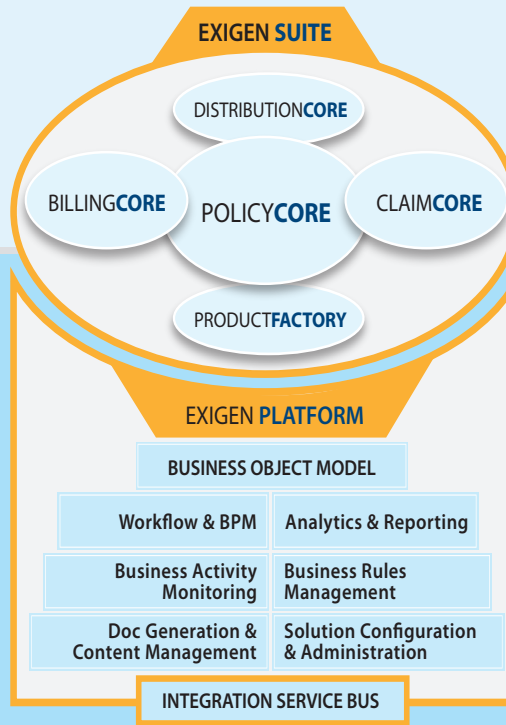 EXIGEN SUITE
DISTRIBUTIONCORE
BILLINGCORE
POLICYCORE
CLAIMCORE
PRODUCTFACTORY
EXIGEN PLATFORM
BUSINESS OBJECT MODEL
Workflow & BPM
Analytics & Reporting
Business Activity
Monitoring
Business Rules
Management
Doc Generation &
Content Management
Solution Configuration
& Administration
INTEGRATION SERVICE BUS